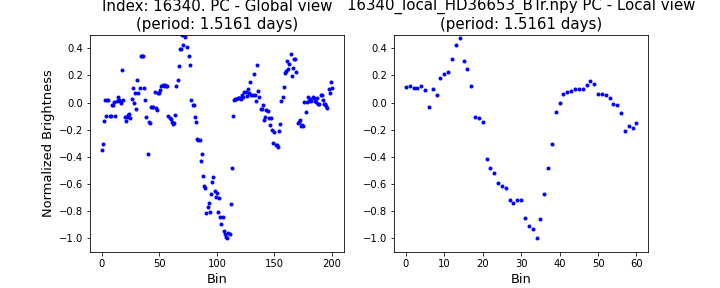 Index: 16340. PC - Global view
(period: 1.5161 days)
16340_local_HD36653_BTr.npy PC - Local view
(period: 1.5161 days)
Normalized Brightness
0.4
0.2
0.0
−0.2
−0.4
−0.6
−0.8
−1.0
0 50 100 150 200
Bin
0.4
0.2
0.0
−0.2
−0.4
−0.6
−0.8
−1.0
0 10 20 30 40 50 60
Bin